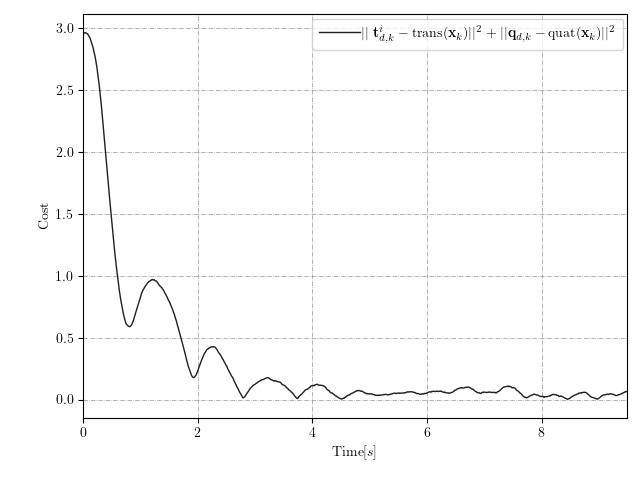 || t^i_{d,k} − trans(x_k)||^2 + ||q_{d,k} − quat(x_k)||^2
3.0
2.5
2.0
1.5
1.0
0.5
0.0
Cost
0 2 4 6 8
Time[s]